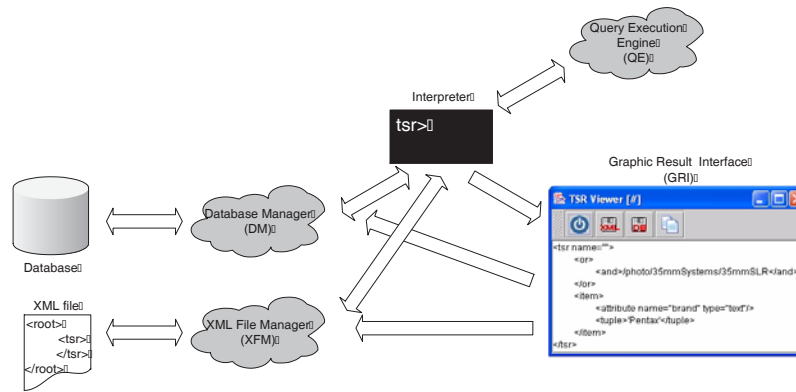 Query Execution
Engine
(QE)
Interpreter
tsr>
Graphic Result Interface
(GRI)
TSR Viewer [#]
XML
DB
<tsr name="">
<or>
<and>/photo/35mmSystems/35mmSLR</and>
</or>
<item>
<attribute name="brand" type="text"/>
<tuple>'Pentax'</tuple>
</item>
</tsr>
Database Manager
(DM)
Database
XML file
<root>
<tsr>
</tsr>
</root>
XML File Manager
(XFM)